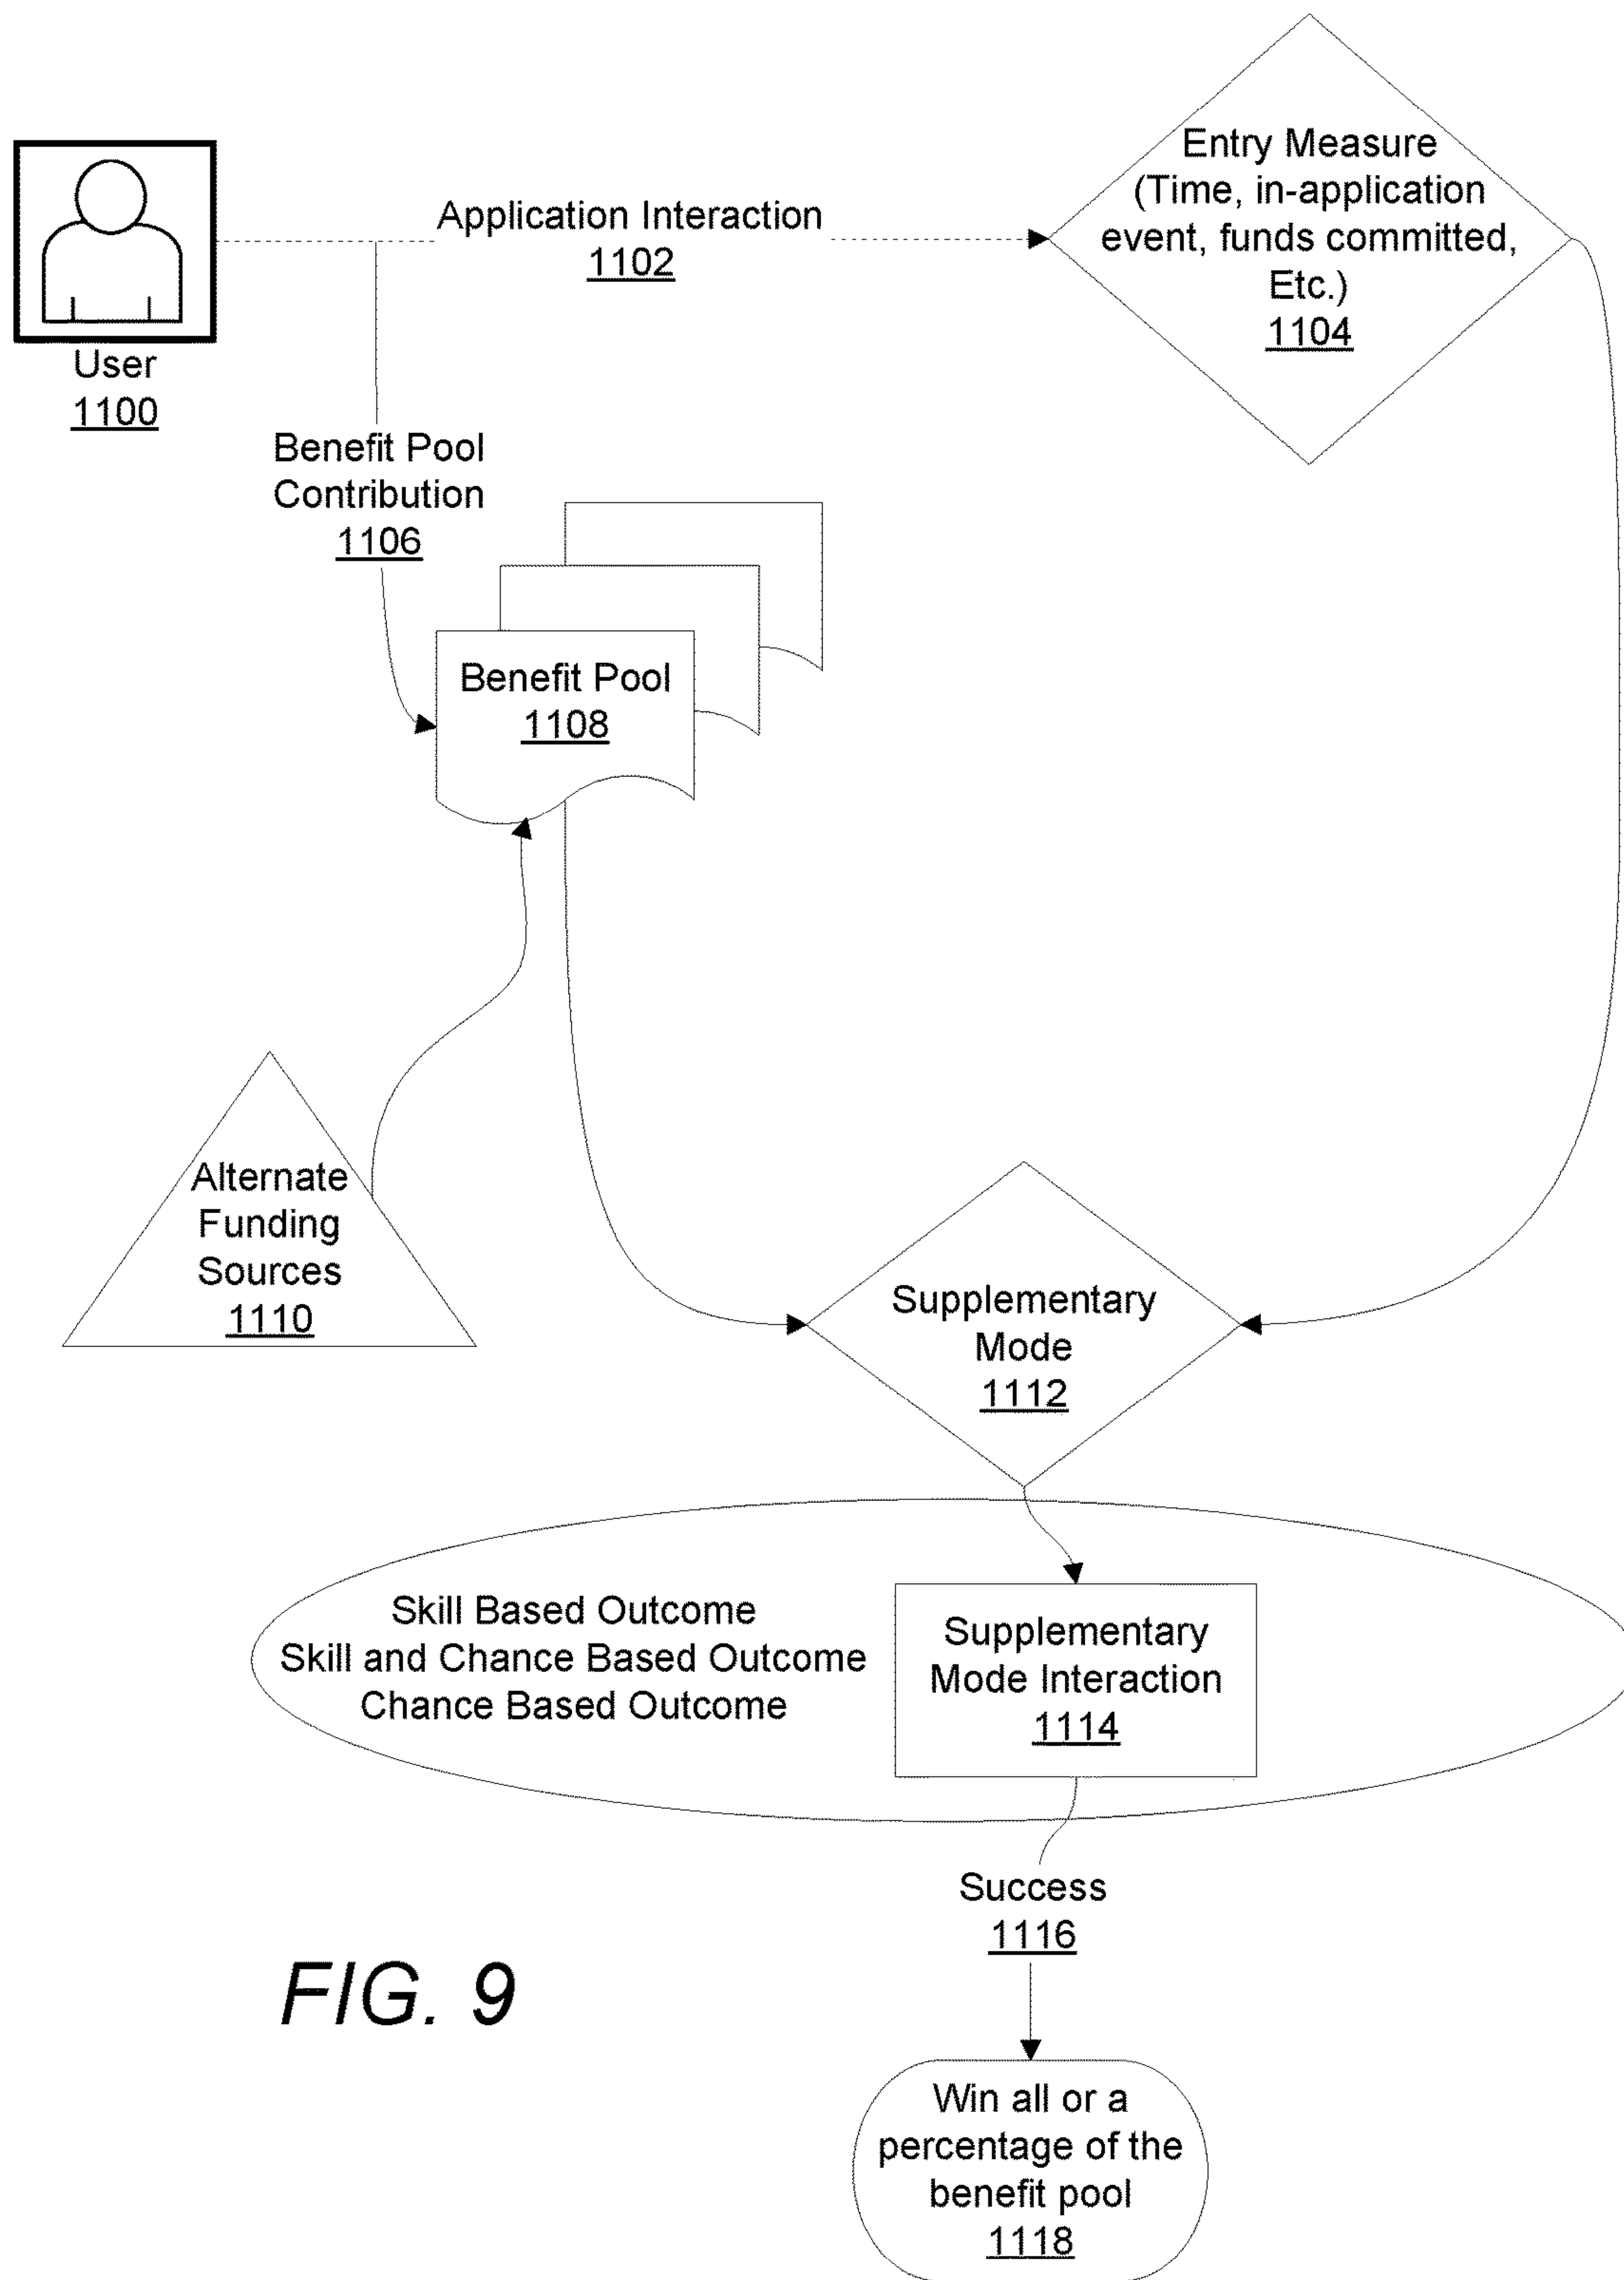 Entry Measure
(Time, in-application
event, funds committed,
Etc.)
1104
Application Interaction
1102
User
1100
Benefit Pool
Contribution
1106
Benefit Pool
1108
Alternate
Funding
Sources
1110
Supplementary
Mode
1112
Skill Based Outcome
Skill and Chance Based Outcome
Chance Based Outcome
Supplementary
Mode Interaction
1114
Success
1116
FIG. 9
Win all or a
percentage of the
benefit pool
1118